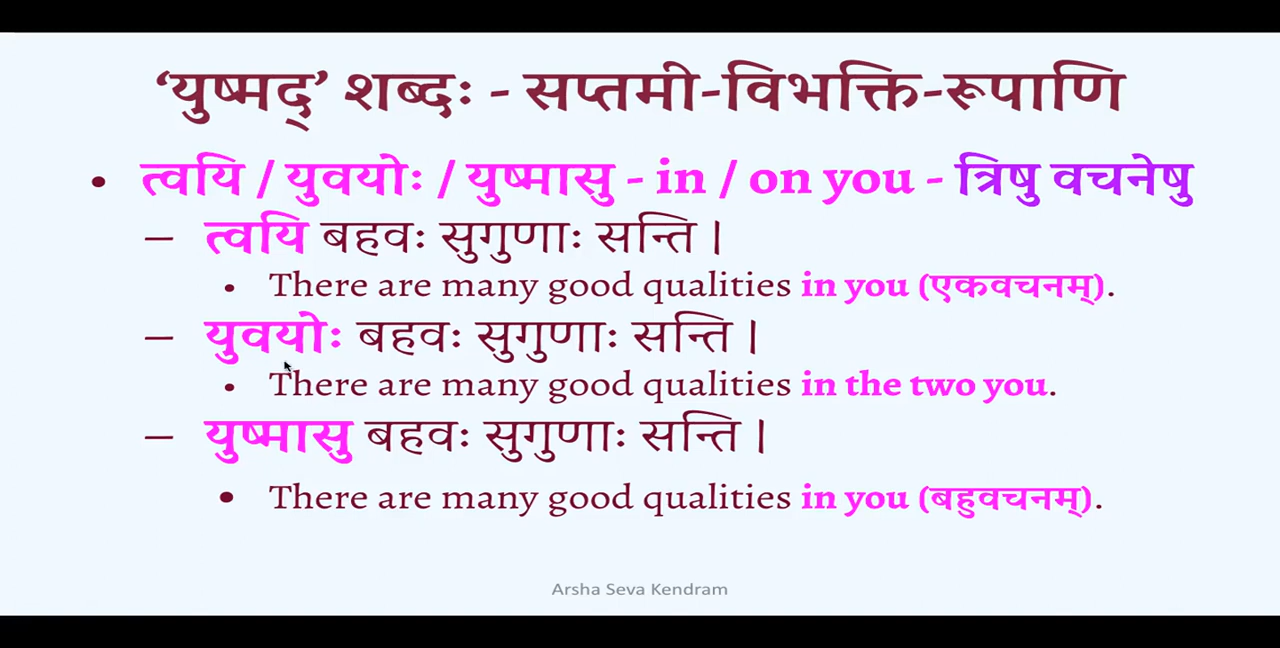 ‘युष्मद्’ शब्दः - सप्तमी-विभक्ति-रूपाणि
• त्वयि / युवयोः / युष्मासु - in / on you - त्रिषु वचनेषु
– त्वयि बहवः सुगुणाः सन्ति ।
• There are many good qualities in you (एकवचनम्).
– युवयोः बहवः सुगुणाः सन्ति ।
• There are many good qualities in the two you.
– युष्मासु बहवः सुगुणाः सन्ति ।
• There are many good qualities in you (बहुवचनम्).
Arsha Seva Kendram